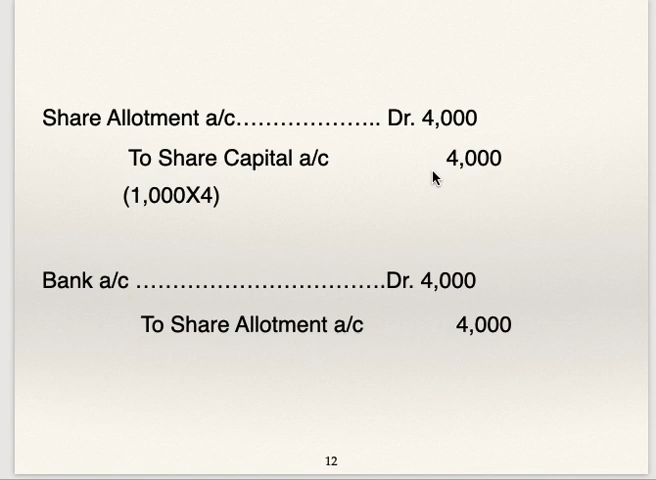 Share Allotment a/c.................... Dr. 4,000
To Share Capital a/c 4,000
(1,000X4)
Bank a/c ..................................Dr. 4,000
To Share Allotment a/c 4,000
12